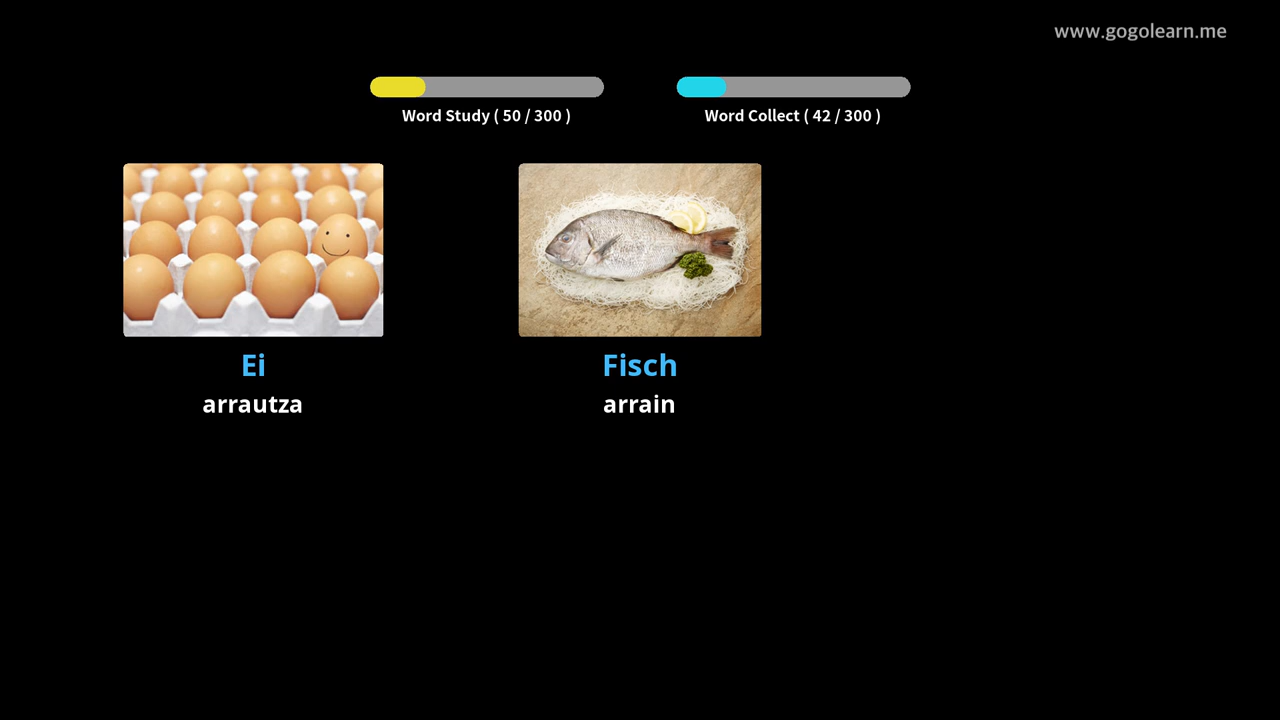 www.gogolearn.me
Word Study ( 50 / 300 )
Word Collect ( 42 / 300 )
Ei
arrautza
Fisch
arrain